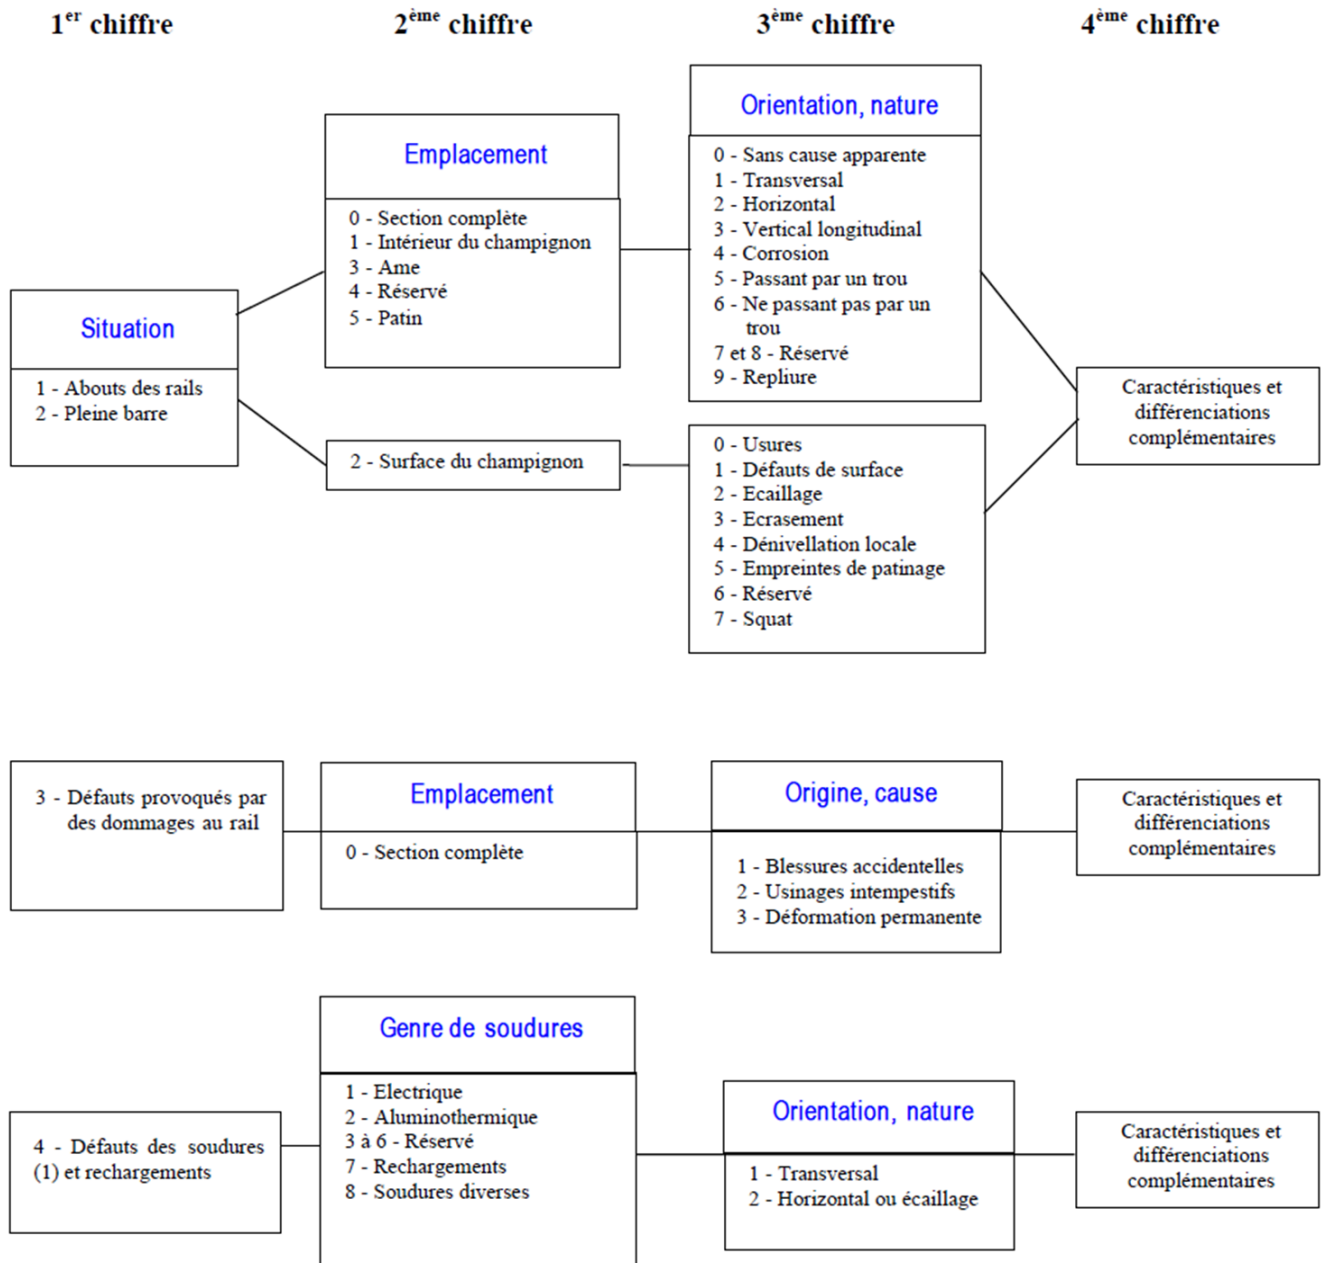 1er chiffre
2ème chiffre
3ème chiffre
4ème chiffre
Situation
1 - Abouts des rails
2 - Pleine barre
Emplacement
0 - Section complète
1 - Intérieur du champignon
3 - Ame
4 - Réservé
5 - Patin
2 - Surface du champignon
Orientation, nature
0 - Sans cause apparente
1 - Transversal
2 - Horizontal
3 - Vertical longitudinal
4 - Corrosion
5 - Passant par un trou
6 - Ne passant pas par un
trou
7 et 8 - Réservé
9 - Repliure
0 - Usures
1 - Défauts de surface
2 - Ecaillage
3 - Ecrasement
4 - Dénivellation locale
5 - Empreintes de patinage
6 - Réservé
7 - Squat
Caractéristiques et
différenciations
complémentaires
3 - Défauts provoqués par
des dommages au rail
Emplacement
0 - Section complète
Origine, cause
1 - Blessures accidentelles
2 - Usinages intempestifs
3 - Déformation permanente
Caractéristiques et
différenciations
complémentaires
4 - Défauts des soudures
(1) et rechargements
Genre de soudures
1 - Electrique
2 - Aluminothermique
3 à 6 - Réservé
7 - Rechargements
8 - Soudures diverses
Orientation, nature
1 - Transversal
2 - Horizontal ou écaillage
Caractéristiques et
différenciations
complémentaires